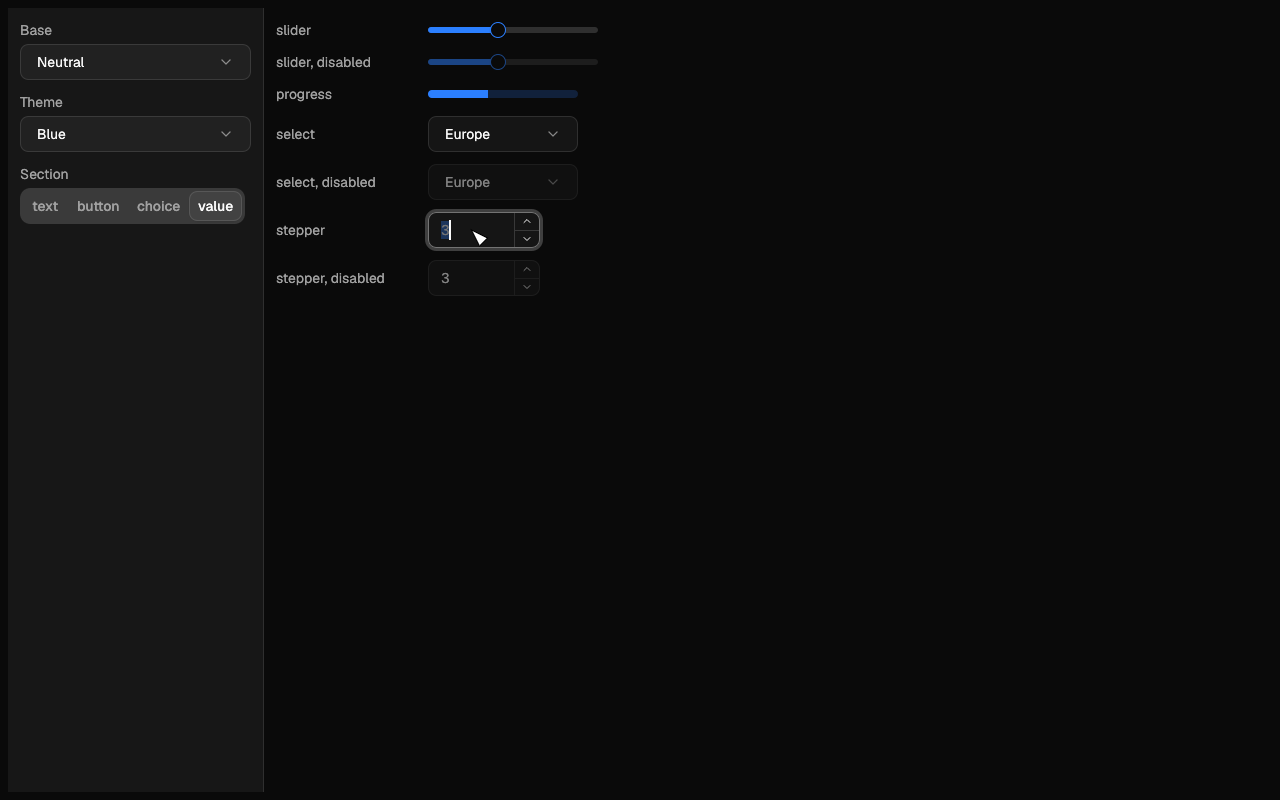 Base
Neutral
Theme
Blue
Section
text button choice value
slider
slider, disabled
progress
select Europe
select, disabled Europe
stepper 3
stepper, disabled 3